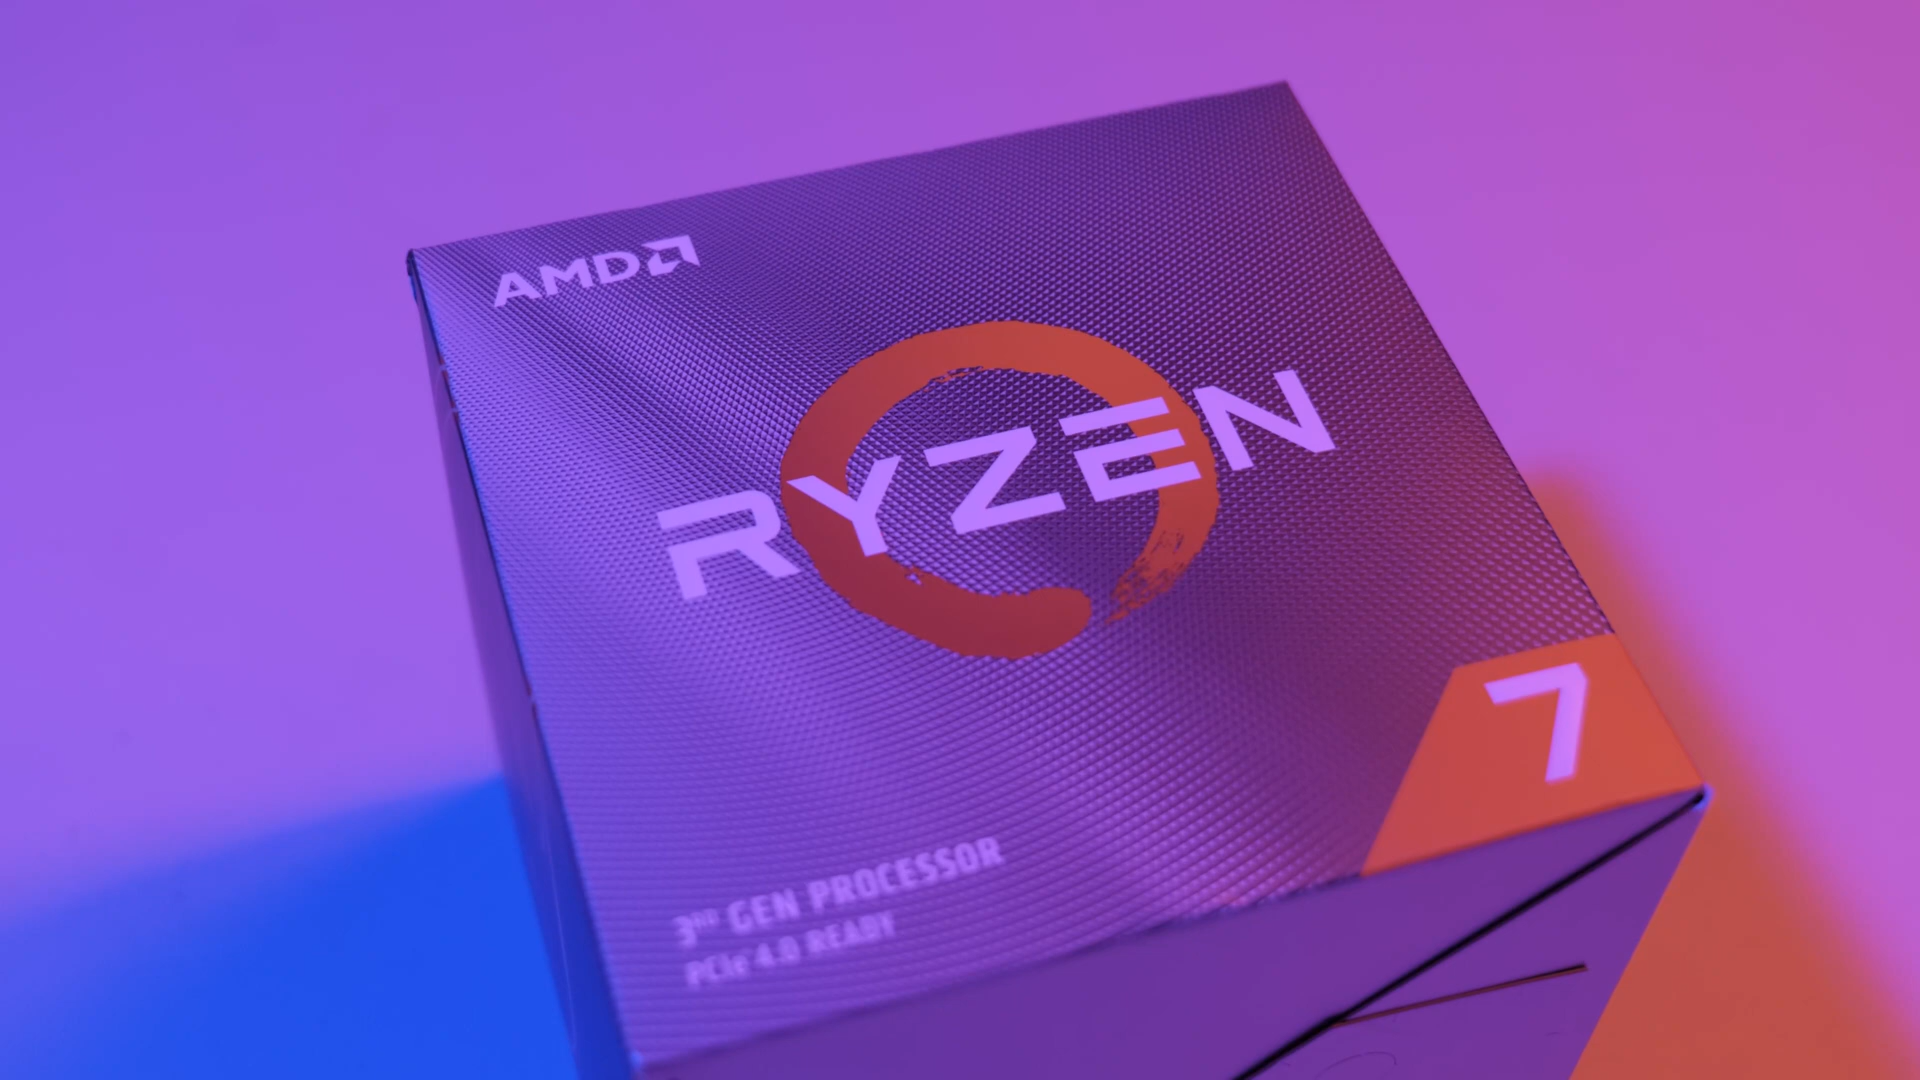 AMD
RYZEN
7
3RD GEN PROCESSOR
PCIe 4.0 READY